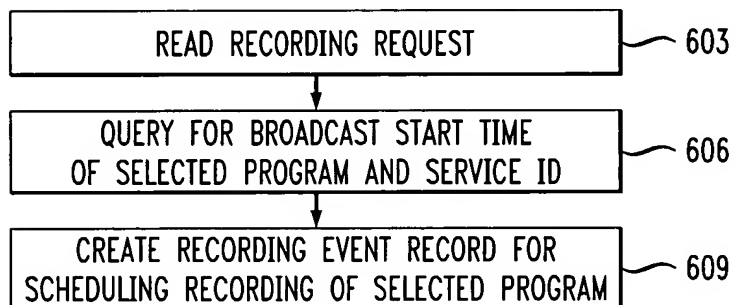 READ RECORDING REQUEST
603
QUERY FOR BROADCAST START TIME
OF SELECTED PROGRAM AND SERVICE ID
606
CREATE RECORDING EVENT RECORD FOR
SCHEDULING RECORDING OF SELECTED PROGRAM
609